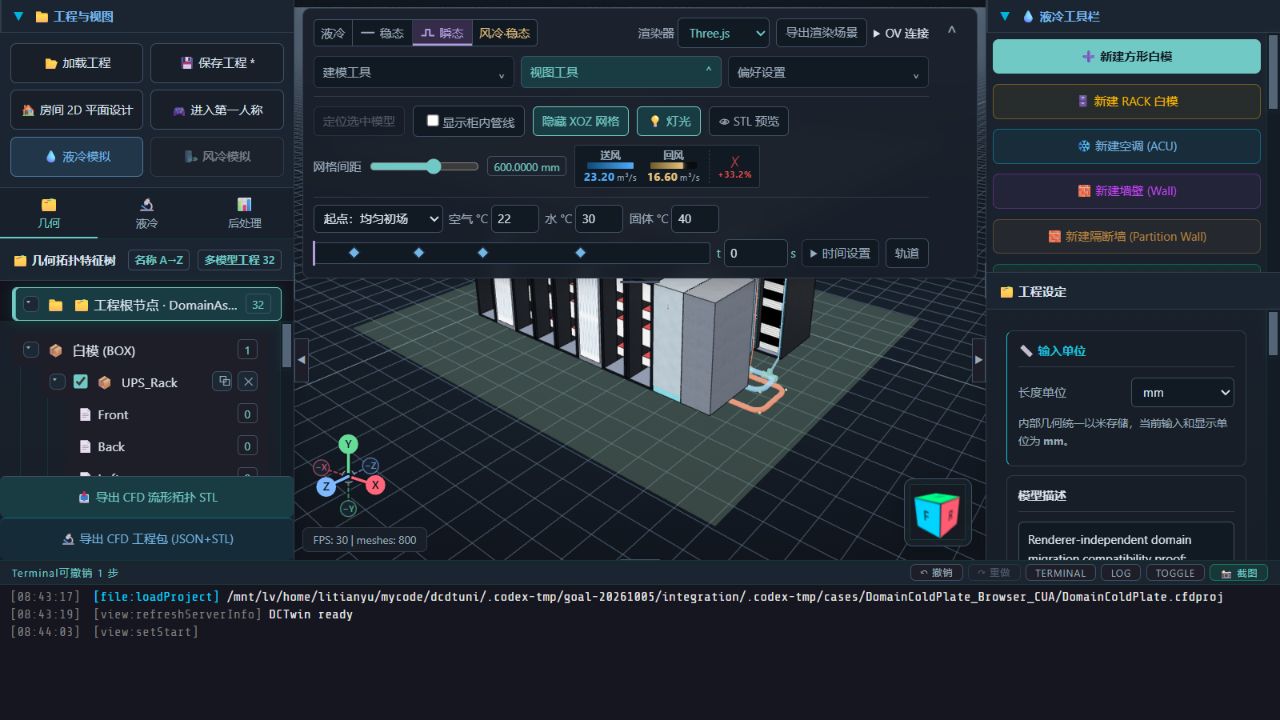 ▼ 📁 工程与视图
📂 加载工程
💾 保存工程 *
🏠 房间 2D 平面设计
🎮 进入第一人称
💧 液冷模拟
风冷模拟
几何
液冷
后处理
几何拓扑特征树
名称 A→Z
多模型工程 32
工程根节点 · DomainAs...
32
白模 (BOX)
1
UPS_Rack
Front
0
Back
0
导出 CFD 流形拓扑 STL
导出 CFD 工程包 (JSON+STL)
液冷
稳态
瞬态
风冷·稳态
渲染器
Three.js
导出渲染场景
▶ OV 连接
建模工具
视图工具
偏好设置
定位选中模型
显示柜内管线
隐藏 XOZ 网格
💡 灯光
STL 预览
网格间距
600.0000 mm
送风
23.20 m³/s
回风
16.60 m³/s
✗
+33.2%
起点：均匀初场
空气 °C
22
水 °C
30
固体 °C
40
t
0
s
▶ 时间设置
轨道
◀
▶
Y
-X
-Z
Z
X
-Y
F
R
FPS: 30 | meshes: 800
▼ 💧 液冷工具栏
➕ 新建方形白模
新建 RACK 白模
❄ 新建空调 (ACU)
🧱 新建墙壁 (Wall)
🧱 新建隔断墙 (Partition Wall)
工程设定
输入单位
长度单位
mm
内部几何统一以米存储，当前输入和显示单
位为 mm。
模型描述
Renderer-independent domain
migration compatibility proof:
Terminal可撤销 1 步
↶ 撤销
↷ 重做
TERMINAL
LOG
TOGGLE
📷 截图
[08:43:17] [file:loadProject] /mnt/lv/home/litianyu/mycode/dcdtuni/.codex-tmp/goal-20261005/integration/.codex-tmp/cases/DomainColdPlate_Browser_CUA/DomainColdPlate.cfdproj
[08:43:19] [view:refreshServerInfo] DCTwin ready
[08:44:03] [view:setStart]